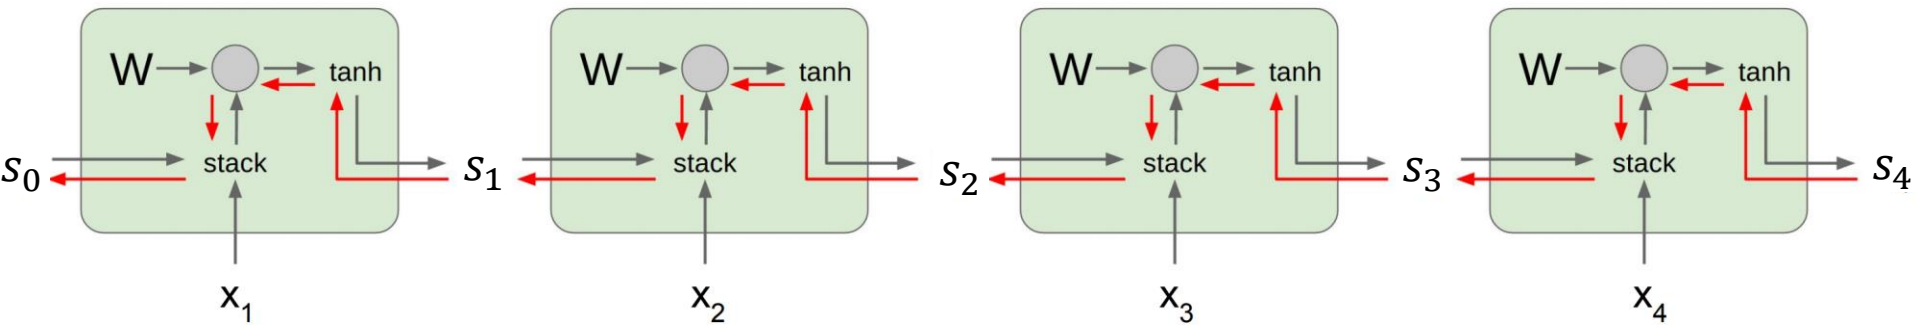 W tanh W tanh W tanh W tanh
s₀ stack s₁ stack s₂ stack s₃ stack s₄
x₁ x₂ x₃ x₄